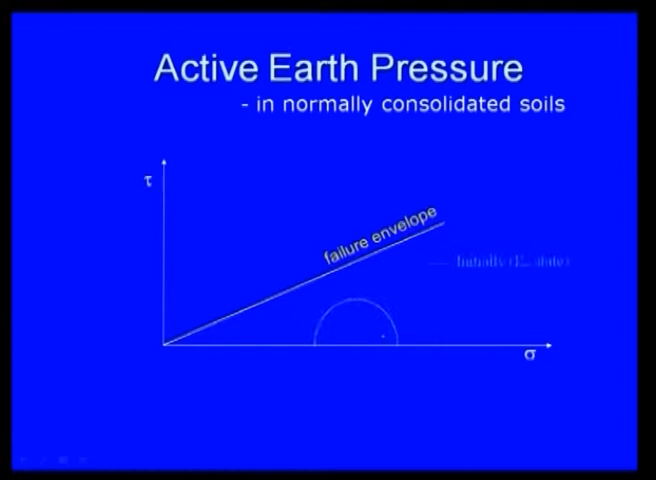 Active Earth Pressure
- in normally consolidated soils
τ
failure envelope
Initially (K₀ state)
σ